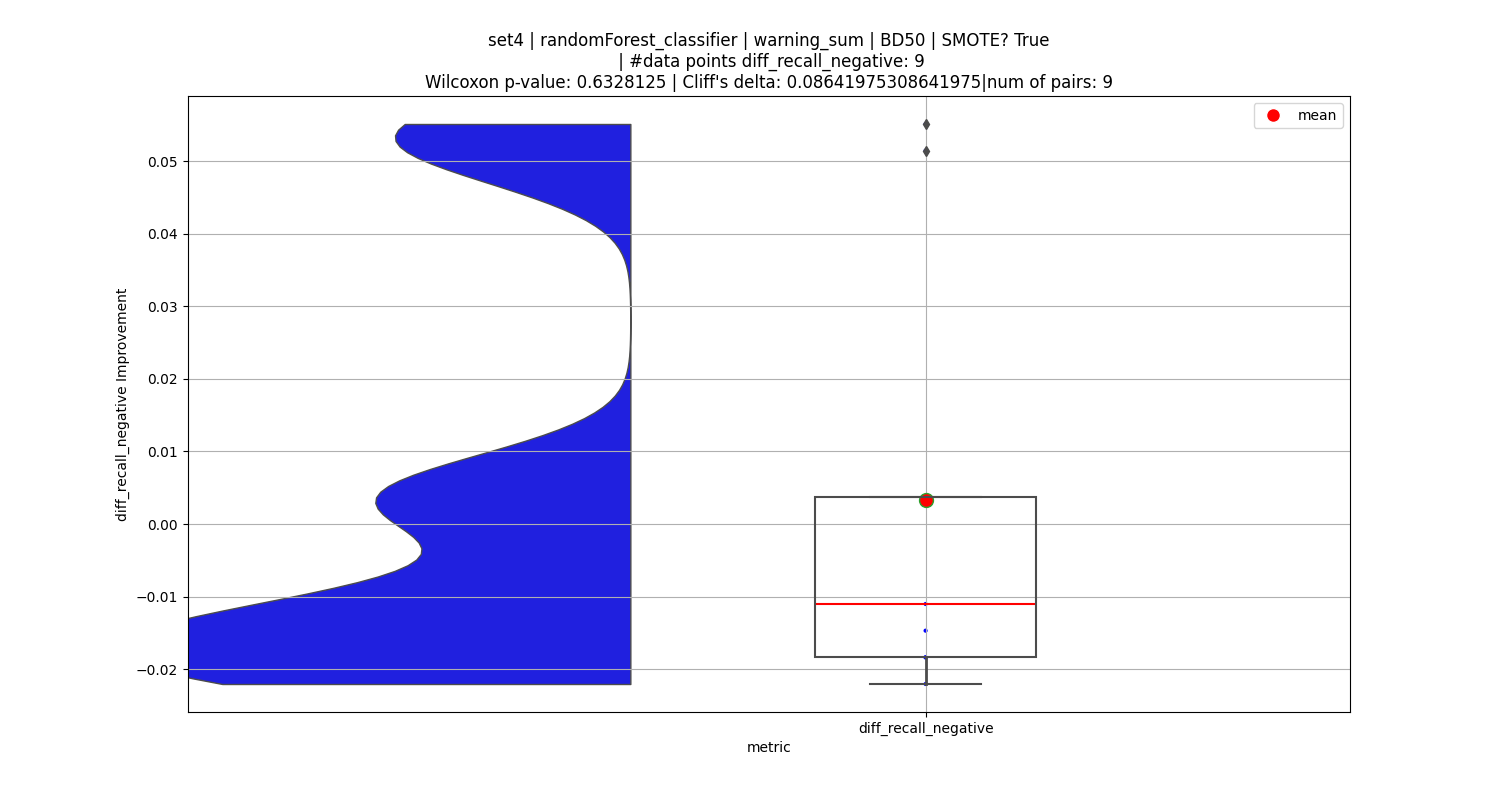 set4 | randomForest_classifier | warning_sum | BD50 | SMOTE? True
| #data points diff_recall_negative: 9
Wilcoxon p-value: 0.6328125 | Cliff's delta: 0.08641975308641975|num of pairs: 9
mean
0.05
0.04
0.03
0.02
0.01
0.00
−0.01
−0.02
diff_recall_negative Improvement
diff_recall_negative
metric